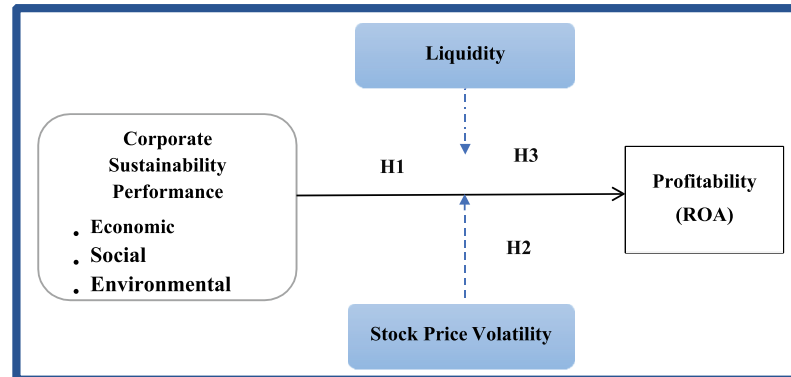 Liquidity
Corporate
Sustainability
Performance
• Economic
• Social
• Environmental
H1
H3
Profitability
(ROA)
H2
Stock Price Volatility